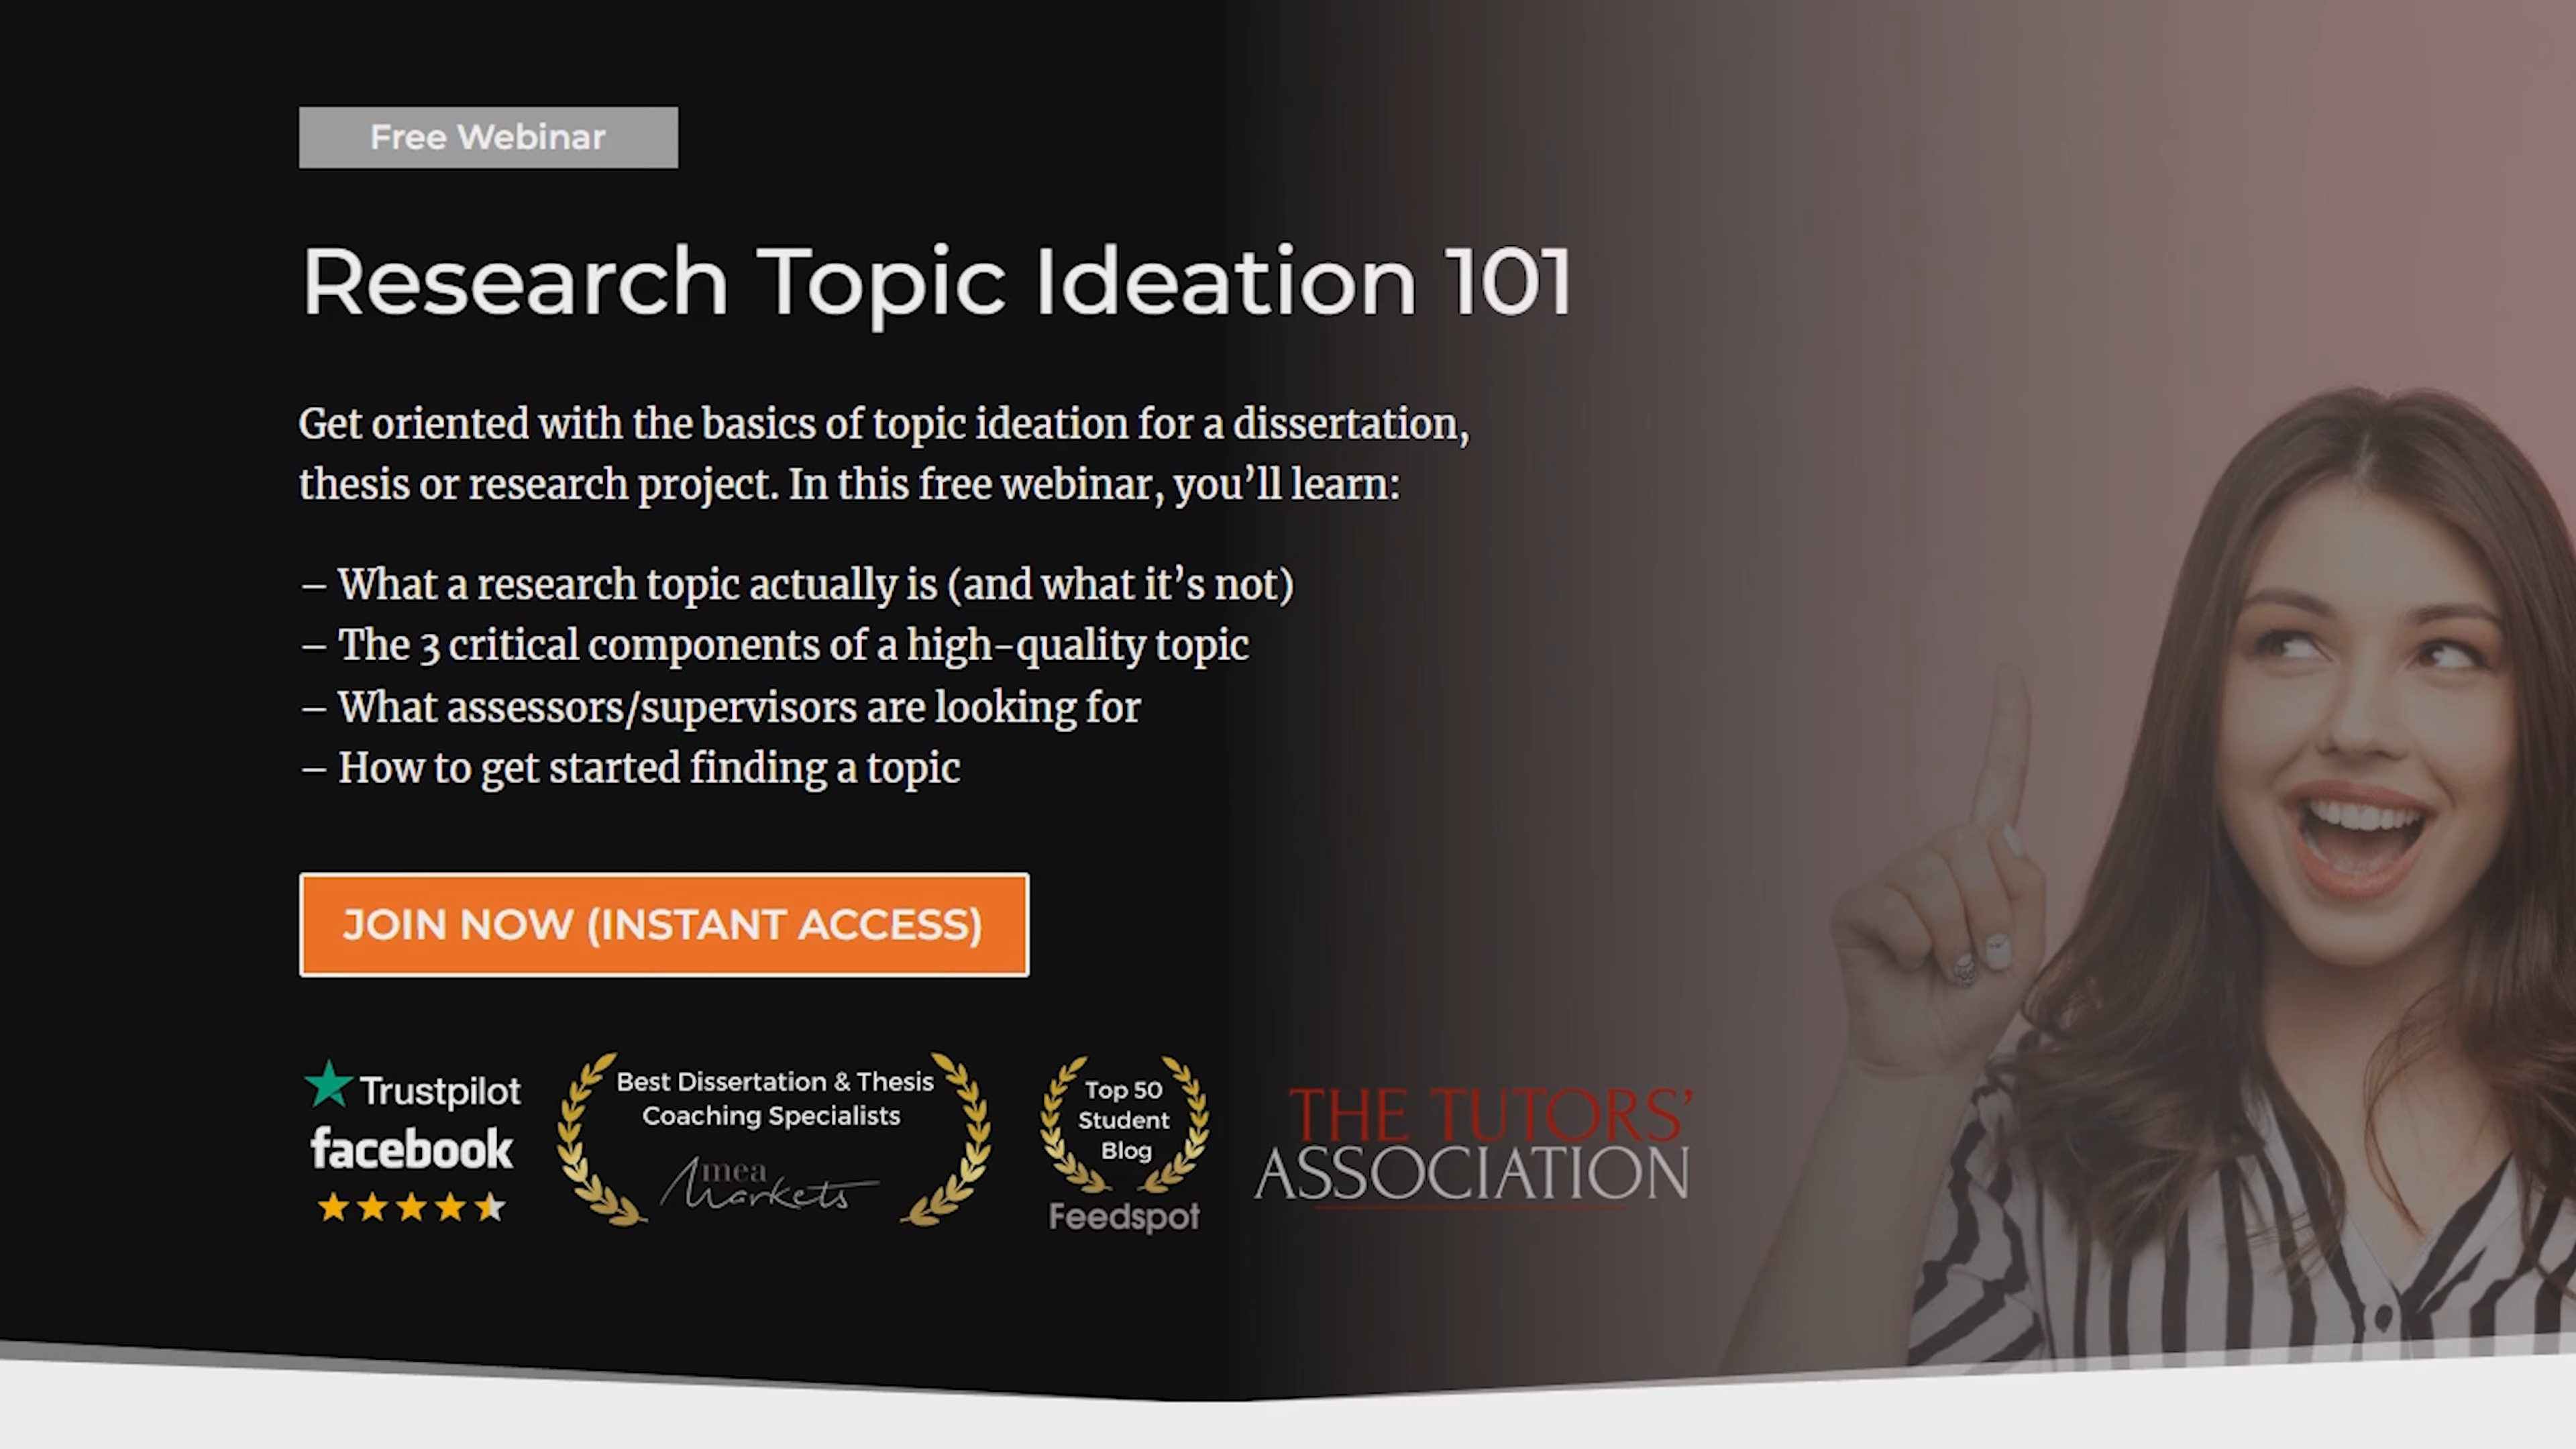 Free Webinar
Research Topic Ideation 101
Get oriented with the basics of topic ideation for a dissertation,
thesis or research project. In this free webinar, you’ll learn:
– What a research topic actually is (and what it’s not)
– The 3 critical components of a high-quality topic
– What assessors/supervisors are looking for
– How to get started finding a topic
JOIN NOW (INSTANT ACCESS)
Trustpilot
facebook
Best Dissertation & Thesis
Coaching Specialists
mea
Markets
Top 50
Student
Blog
Feedspot
THE TUTORS’
ASSOCIATION